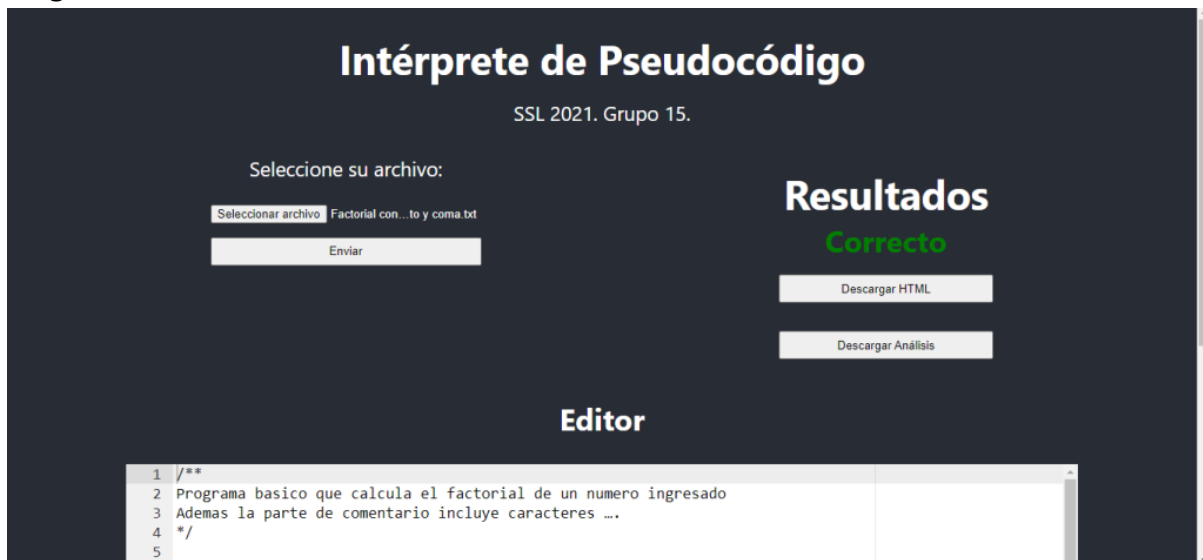 Intérprete de Pseudocódigo
SSL 2021. Grupo 15.
Seleccione su archivo:
Seleccionar archivo Factorial con...to y coma.txt
Enviar
Resultados
Correcto
Descargar HTML
Descargar Análisis
Editor
1 /**
2 Programa basico que calcula el factorial de un numero ingresado
3 Ademas la parte de comentario incluye caracteres ….
4 */
5